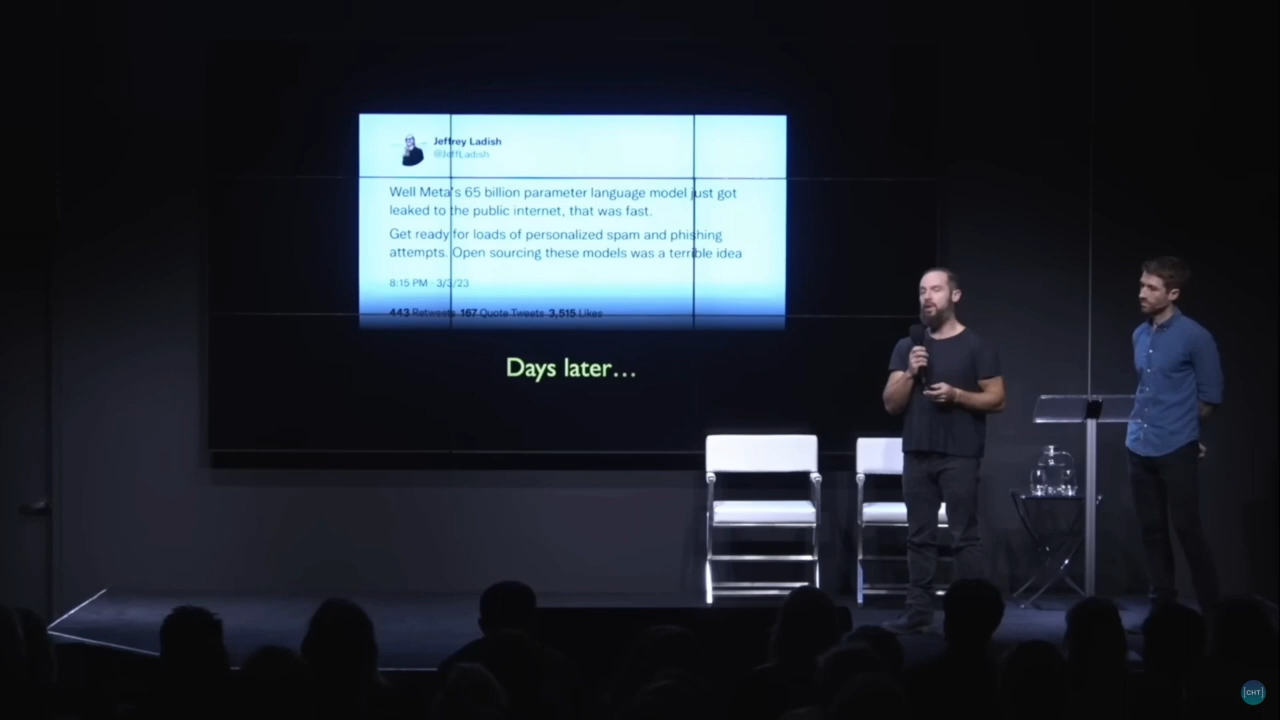 Jeffrey Ladish
@JeffLadish
Well Meta's 65 billion parameter language model just got
leaked to the public internet, that was fast.
Get ready for loads of personalized spam and phishing
attempts. Open sourcing these models was a terrible idea
8:15 PM · 3/3/23
443 Retweets 167 Quote Tweets 3,515 Likes
Days later...
[CHT]